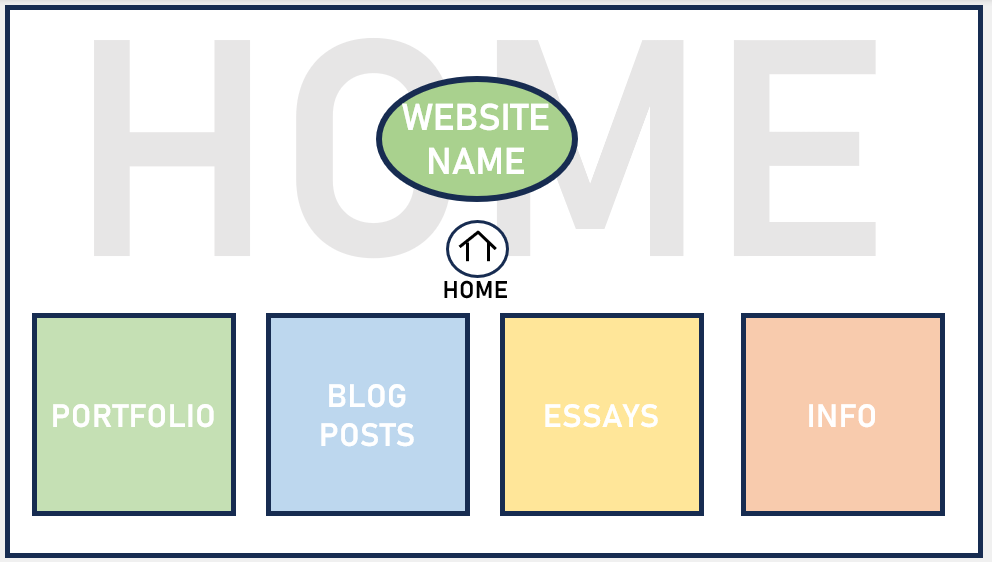 HOME
WEBSITE
NAME
HOME
PORTFOLIO
BLOG
POSTS
ESSAYS
INFO